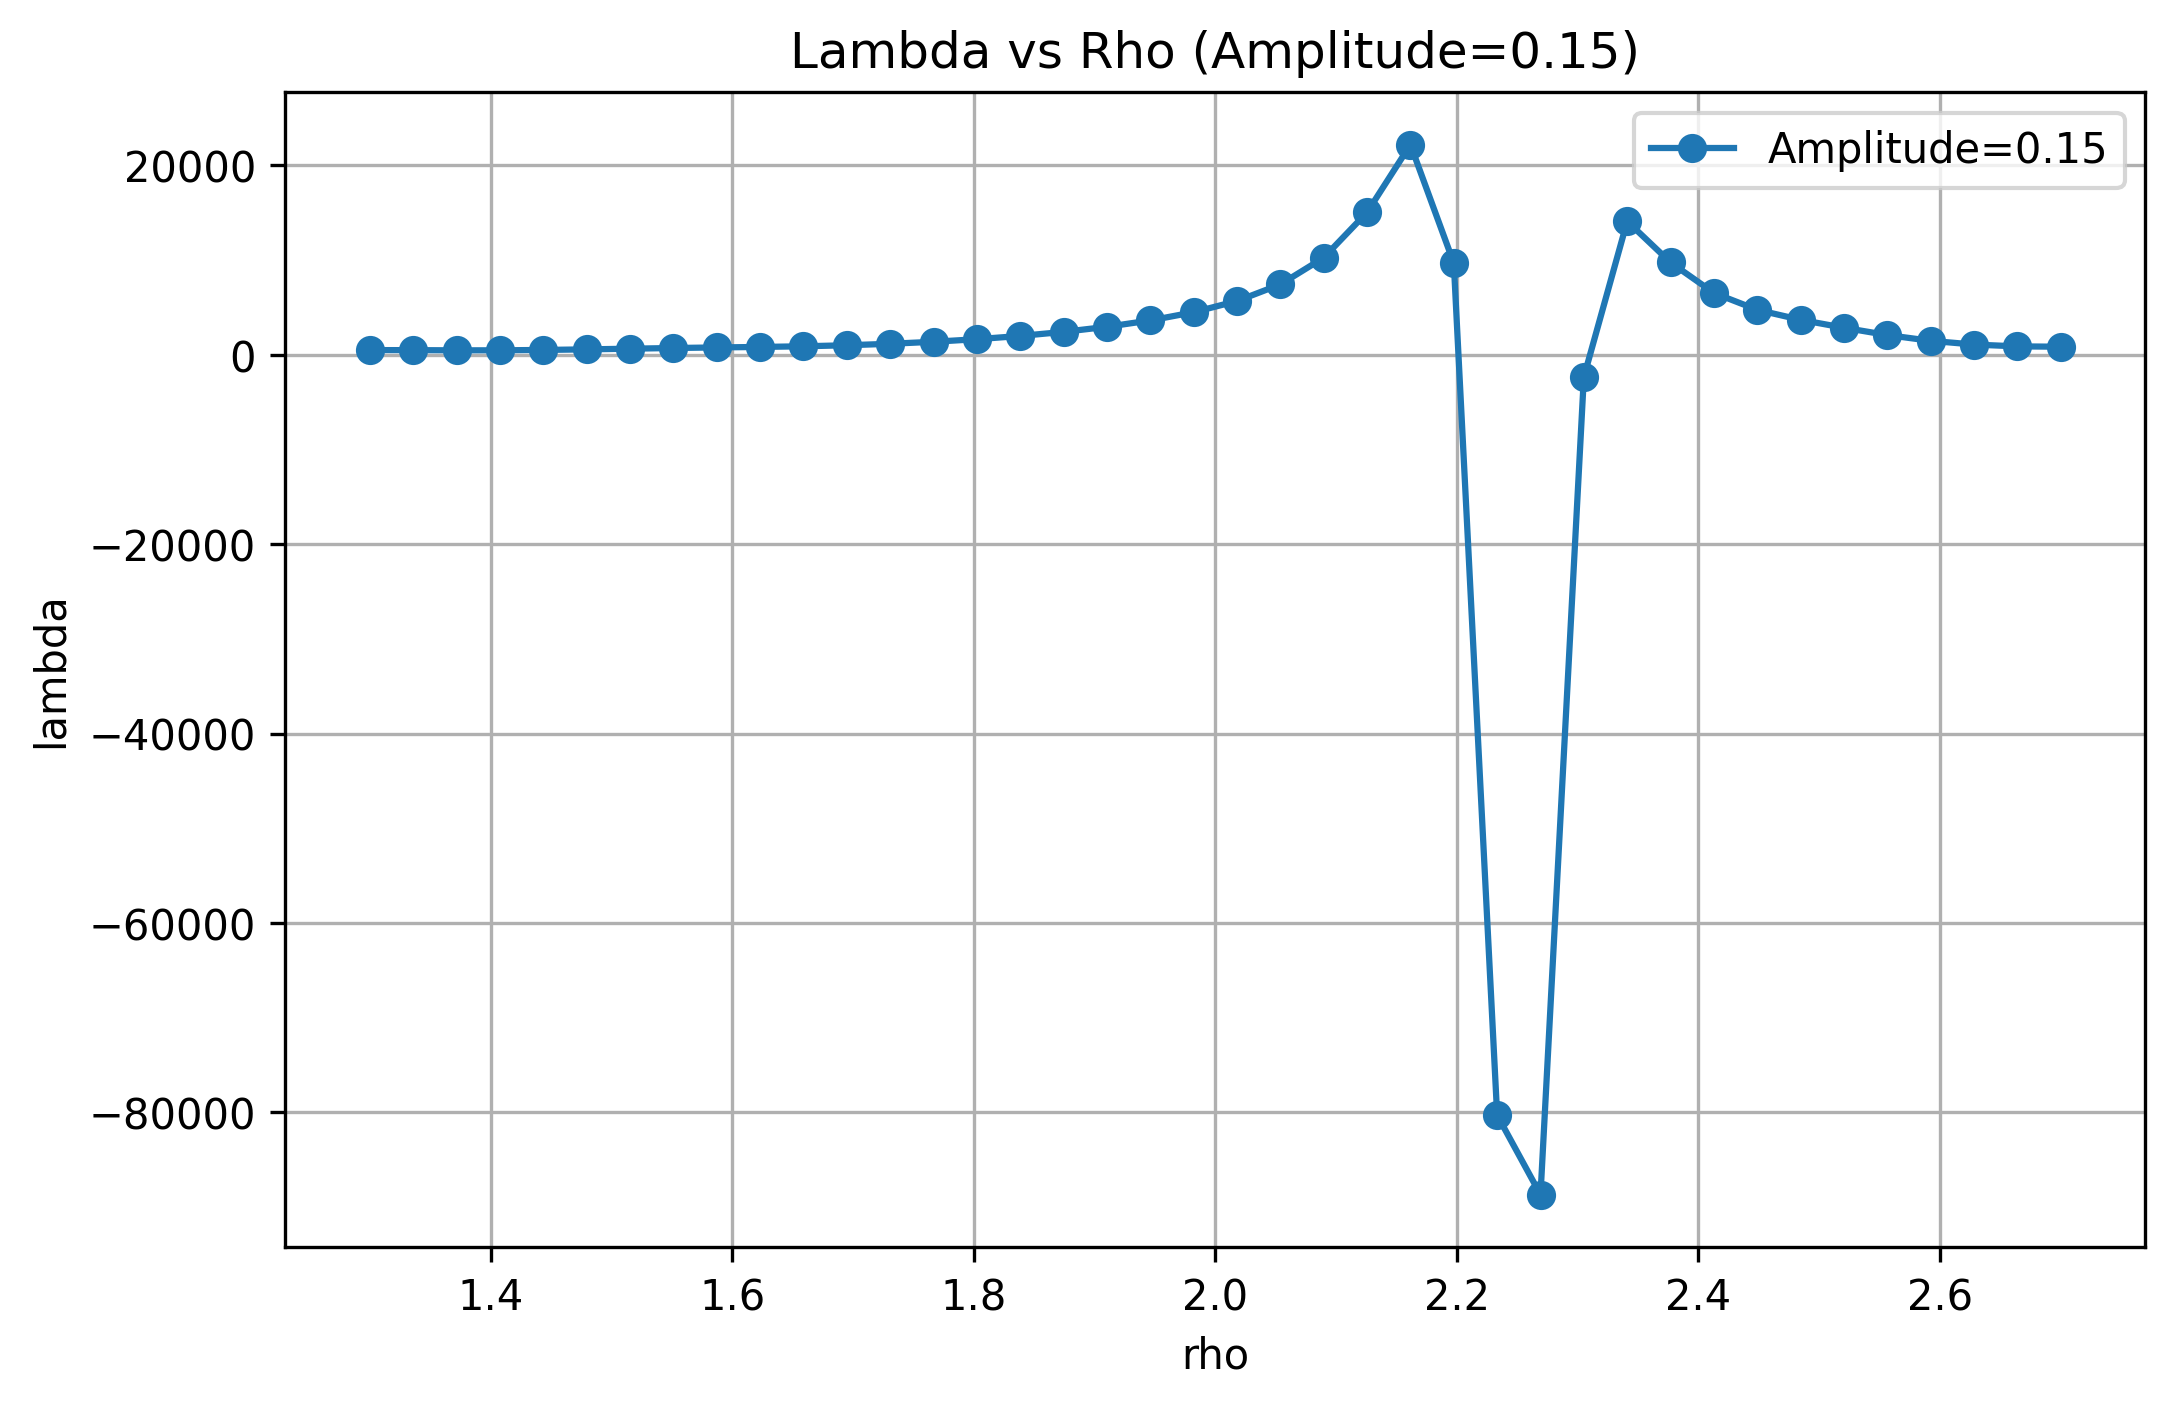 Lambda vs Rho (Amplitude=0.15)
Amplitude=0.15
20000
0
−20000
−40000
−60000
−80000
lambda
1.4 1.6 1.8 2.0 2.2 2.4 2.6
rho